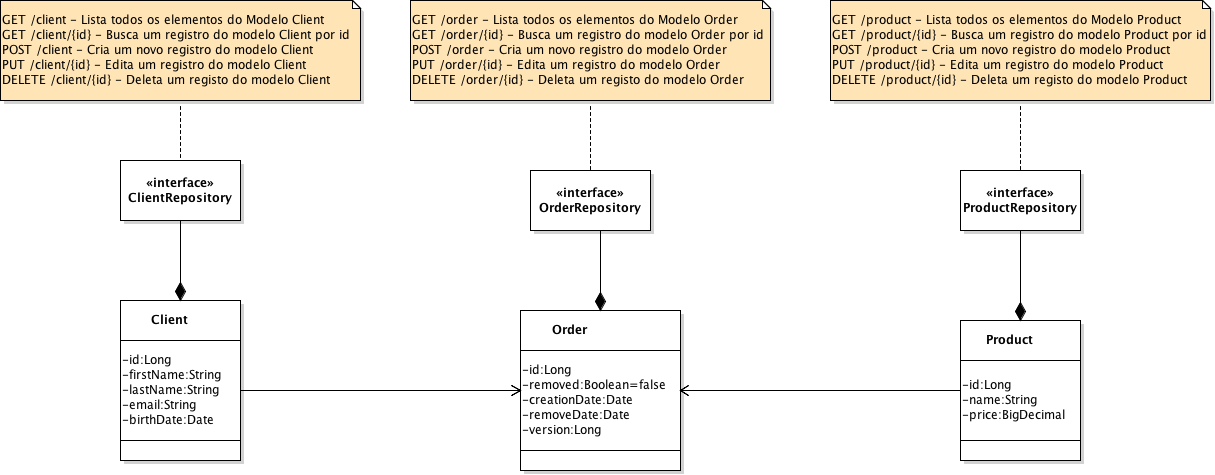 GET /client – Lista todos os elementos do Modelo Client
GET /client/{id} – Busca um registro do modelo Client por id
POST /client – Cria um novo registro do modelo Client
PUT /client/{id} – Edita um registro do modelo Client
DELETE /client/{id} – Deleta um registo do modelo Client
GET /order – Lista todos os elementos do Modelo Order
GET /order/{id} – Busca um registro do modelo Order por id
POST /order – Cria um novo registro do modelo Order
PUT /order/{id} – Edita um registro do modelo Order
DELETE /order/{id} – Deleta um registo do modelo Order
GET /product – Lista todos os elementos do Modelo Product
GET /product/{id} – Busca um registro do modelo Product por id
POST /product – Cria um novo registro do modelo Product
PUT /product/{id} – Edita um registro do modelo Product
DELETE /product/{id} – Deleta um registo do modelo Product
«interface»
ClientRepository
«interface»
OrderRepository
«interface»
ProductRepository
Client
-id:Long
-firstName:String
-lastName:String
-email:String
-birthDate:Date
Order
-id:Long
-removed:Boolean=false
-creationDate:Date
-removeDate:Date
-version:Long
Product
-id:Long
-name:String
-price:BigDecimal